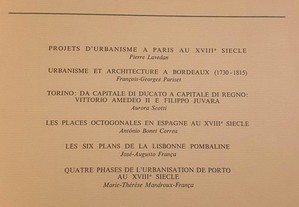 PROJETS D'URBANISME A PARIS AU XVIIIᵉ SIECLE
Pierre Lavedan
URBANISME ET ARCHITECTURE A BORDEAUX (1730-1815)
François-Georges Pariset
TORINO: DA CAPITALE DI DUCATO A CAPITALE DI REGNO:
VITTORIO AMEDEO II E FILIPPO JUVARA
Aurora Scotti
LES PLACES OCTOGONALES EN ESPAGNE AU XVIIIᵉ SIECLE
António Bonet Correa
LES SIX PLANS DE LA LISBONNE POMBALINE
José-Augusto França
QUATRE PHASES DE L'URBANISATION DE PORTO
AU XVIIIᵉ SIECLE
Marie-Thérèse Mandroux-França